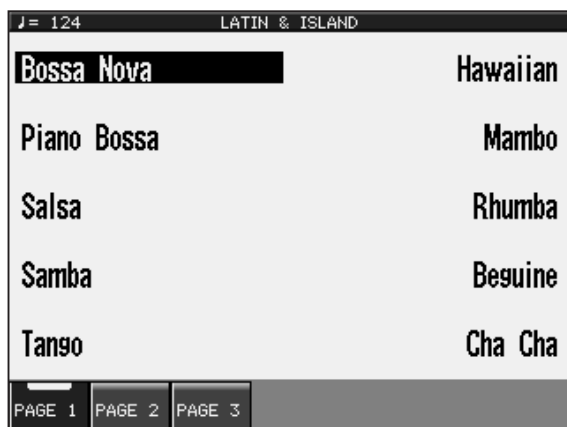 ♩= 124 LATIN & ISLAND
Bossa Nova Hawaiian
Piano Bossa Mambo
Salsa Rhumba
Samba Beguine
Tango Cha Cha
PAGE 1 PAGE 2 PAGE 3